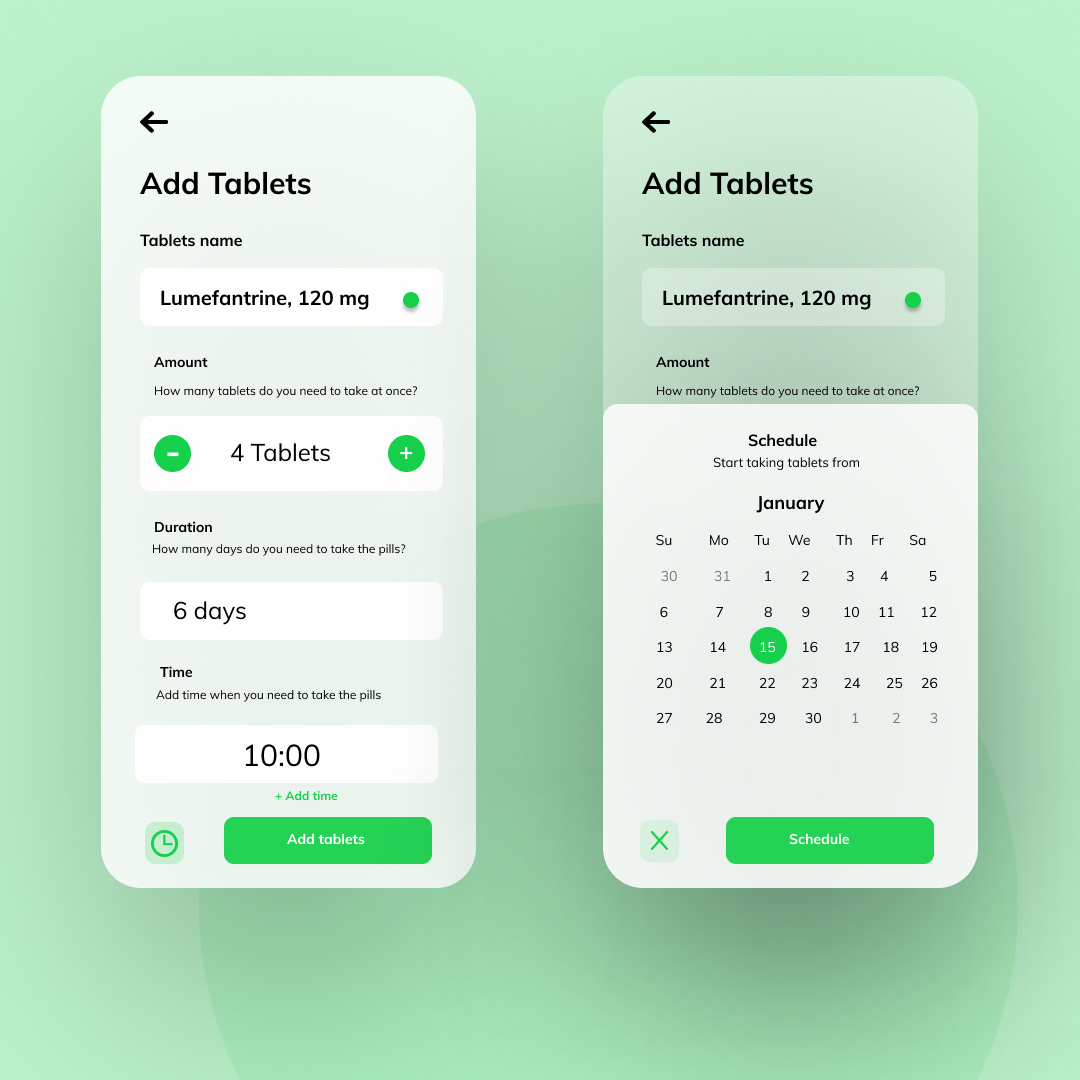 Add Tablets
Tablets name
Lumefantrine, 120 mg
Amount
How many tablets do you need to take at once?
- 4 Tablets +
Duration
How many days do you need to take the pills?
6 days
Time
Add time when you need to take the pills
10:00
+ Add time
Add tablets
Add Tablets
Tablets name
Lumefantrine, 120 mg
Amount
How many tablets do you need to take at once?
Schedule
Start taking tablets from
January
Su Mo Tu We Th Fr Sa
30 31 1 2 3 4 5
6 7 8 9 10 11 12
13 14 15 16 17 18 19
20 21 22 23 24 25 26
27 28 29 30 1 2 3
Schedule